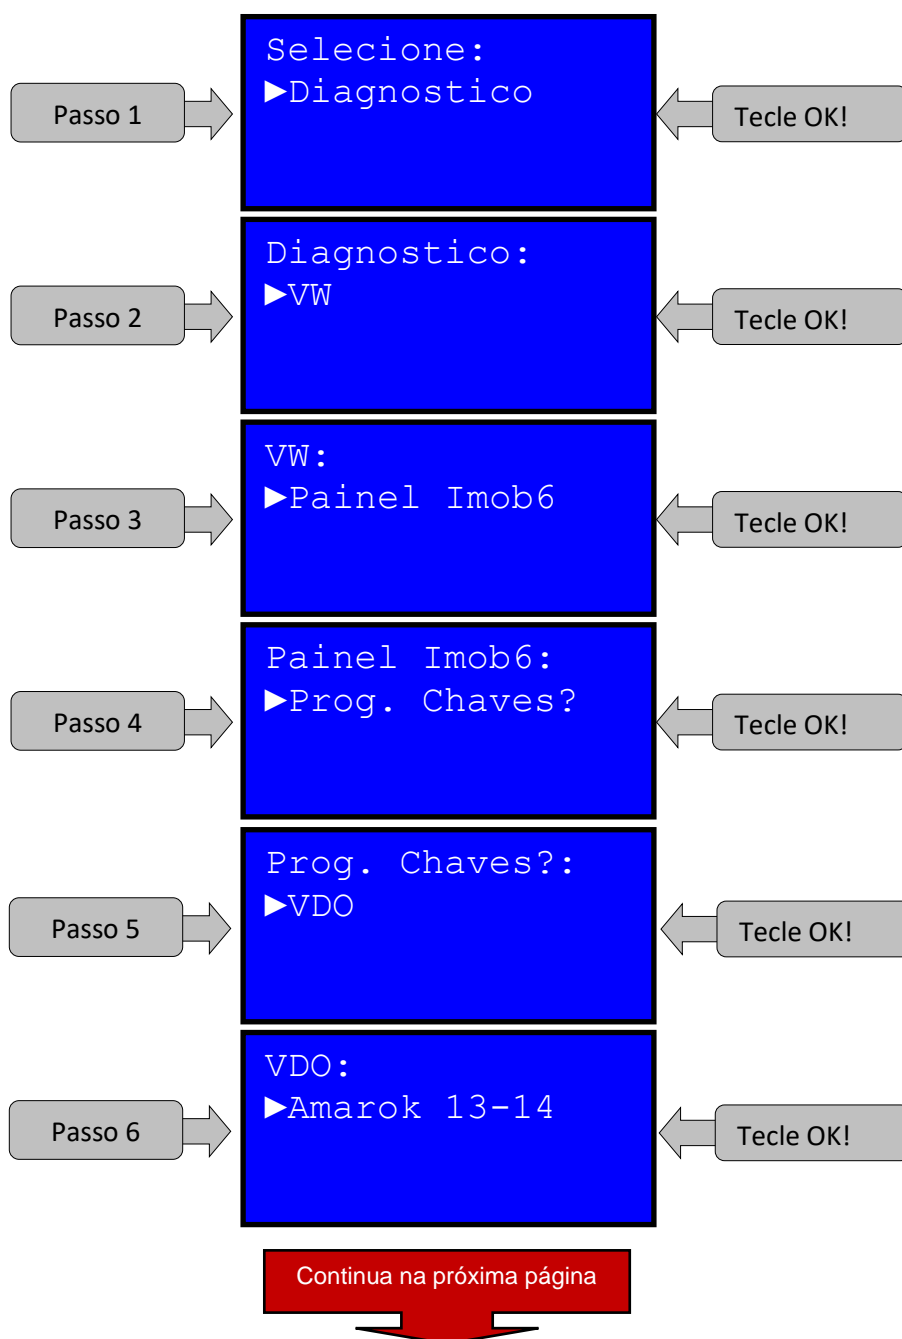 Selecione:
►Diagnostico
Passo 1
Tecle OK!
Diagnostico:
►VW
Passo 2
Tecle OK!
VW:
►Painel Imob6
Passo 3
Tecle OK!
Painel Imob6:
►Prog. Chaves?
Passo 4
Tecle OK!
Prog. Chaves?:
►VDO
Passo 5
Tecle OK!
VDO:
►Amarok 13-14
Passo 6
Tecle OK!
Continua na próxima página